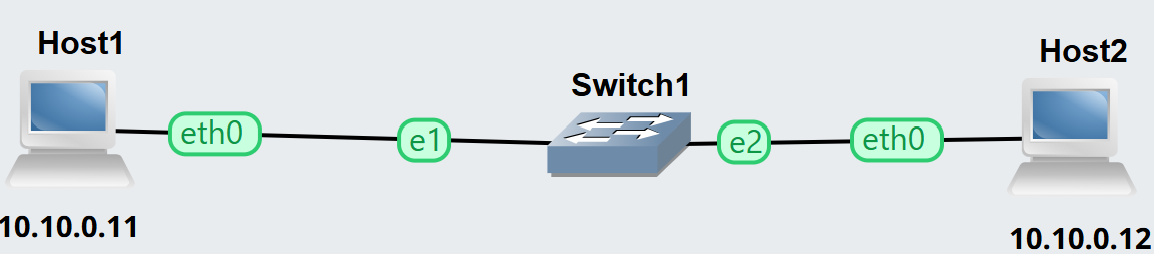 Host1
Host2
Switch1
eth0
e1
e2
eth0
10.10.0.11
10.10.0.12